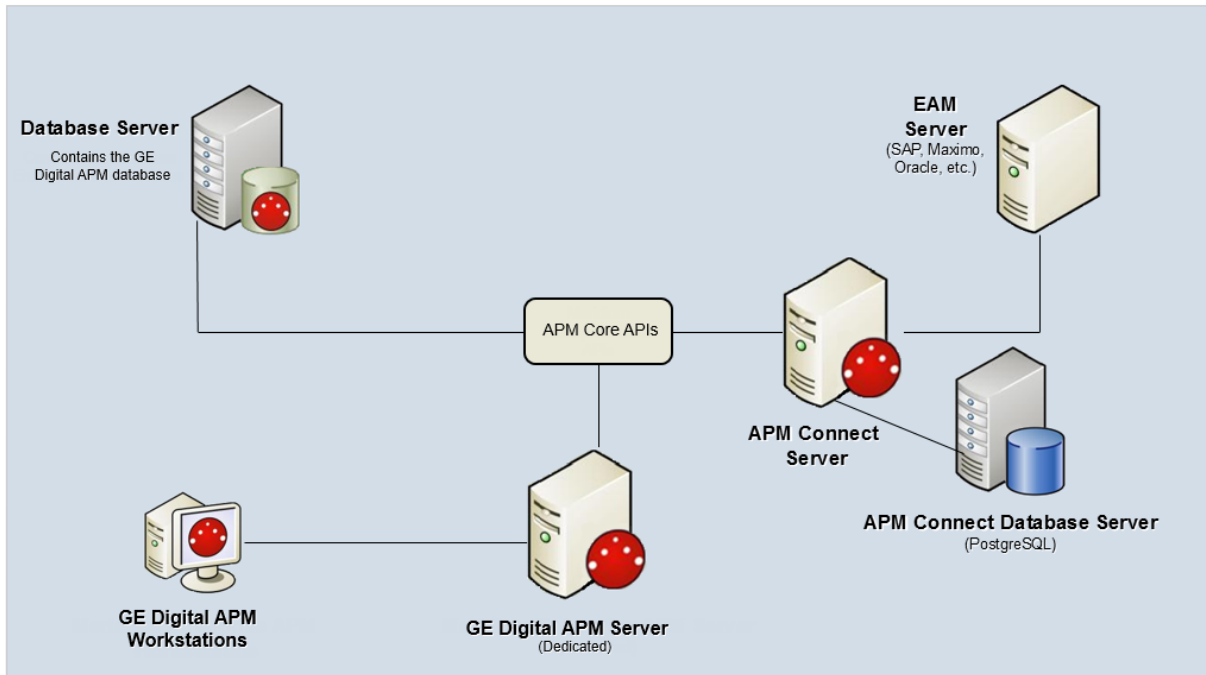 Database Server
Contains the GE
Digital APM database
EAM
Server
(SAP, Maximo,
Oracle, etc.)
APM Core APIs
APM Connect
Server
APM Connect Database Server
(PostgreSQL)
GE Digital APM
Workstations
GE Digital APM Server
(Dedicated)